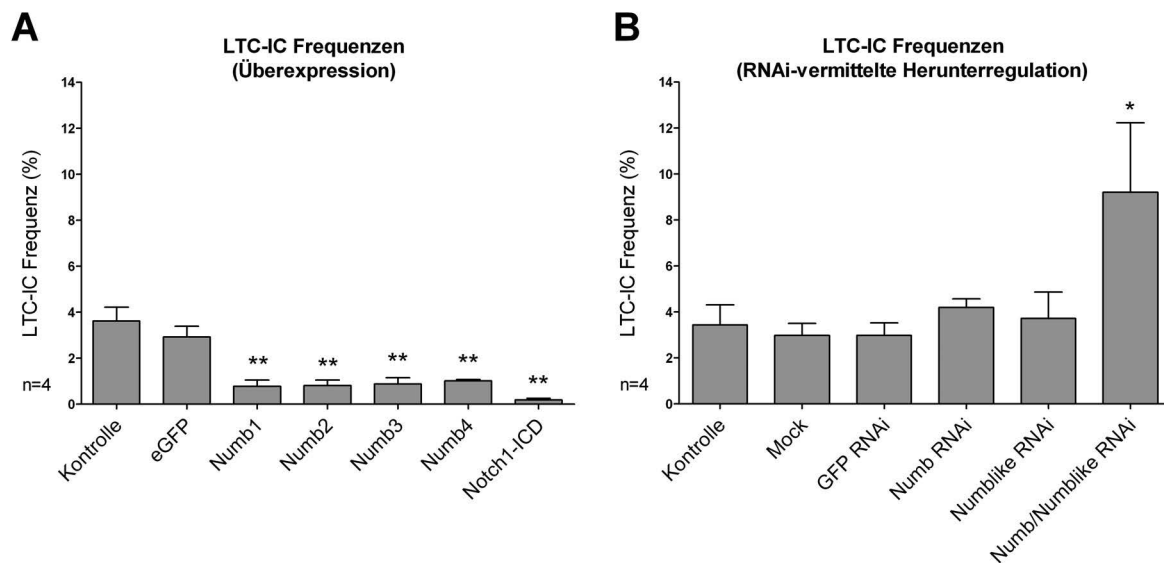 A
LTC-IC Frequenzen
(Überexpression)
LTC-IC Frequenz (%)
14
12
10
8
6
4
2
0
n=4
**
**
**
**
**
Kontrolle
eGFP
Numb1
Numb2
Numb3
Numb4
Notch1-ICD
B
LTC-IC Frequenzen
(RNAi-vermittelte Herunterregulation)
LTC-IC Frequenz (%)
14
12
10
8
6
4
2
0
n=4
*
Kontrolle
Mock
GFP RNAi
Numb RNAi
Numblike RNAi
Numb/Numblike RNAi